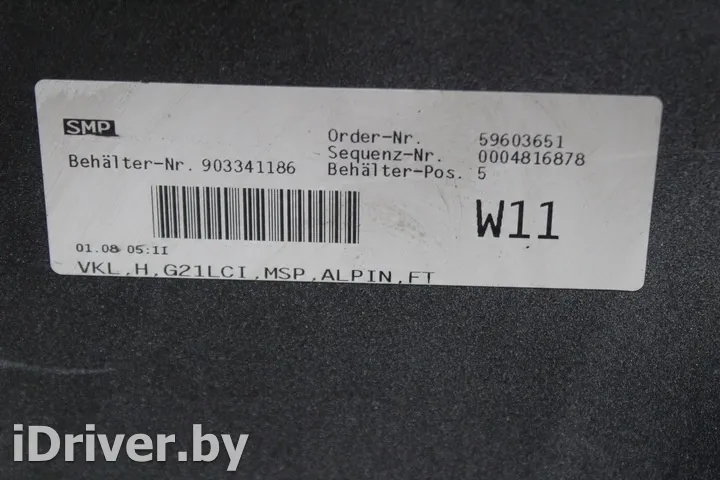 SMP
Order-Nr. 59603651
Sequenz-Nr. 0004816878
Behälter-Nr. 903341186
Behälter-Pos. 5
W11
01.08 05:11
VKL,H,G21LCI,MSP,ALPIN,FT
iDriver.by